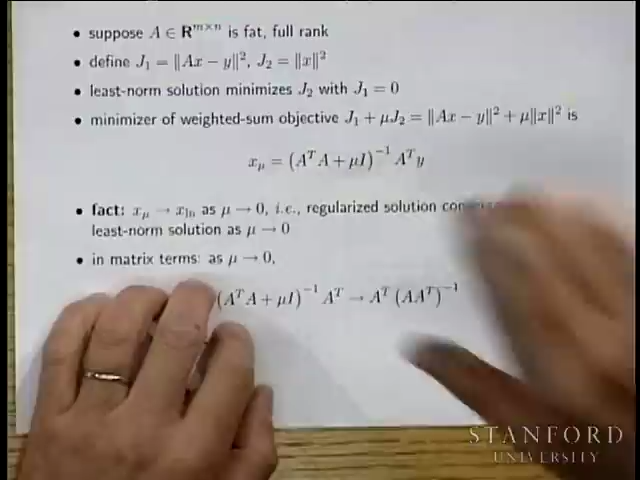 • suppose A ∈ R^{m×n} is fat, full rank
• define J₁ = ‖Ax − y‖², J₂ = ‖x‖²
• least-norm solution minimizes J₂ with J₁ = 0
• minimizer of weighted-sum objective J₁ + μJ₂ = ‖Ax − y‖² + μ‖x‖² is
x_μ = (AᵀA + μI)⁻¹ Aᵀy
• fact: x_μ → x_ln as μ → 0, i.e., regularized solution
least-norm solution as μ → 0
• in matrix terms: as μ → 0,
(AᵀA + μI)⁻¹ Aᵀ → Aᵀ (AAᵀ)⁻¹
STANFORD
UNIVERSITY